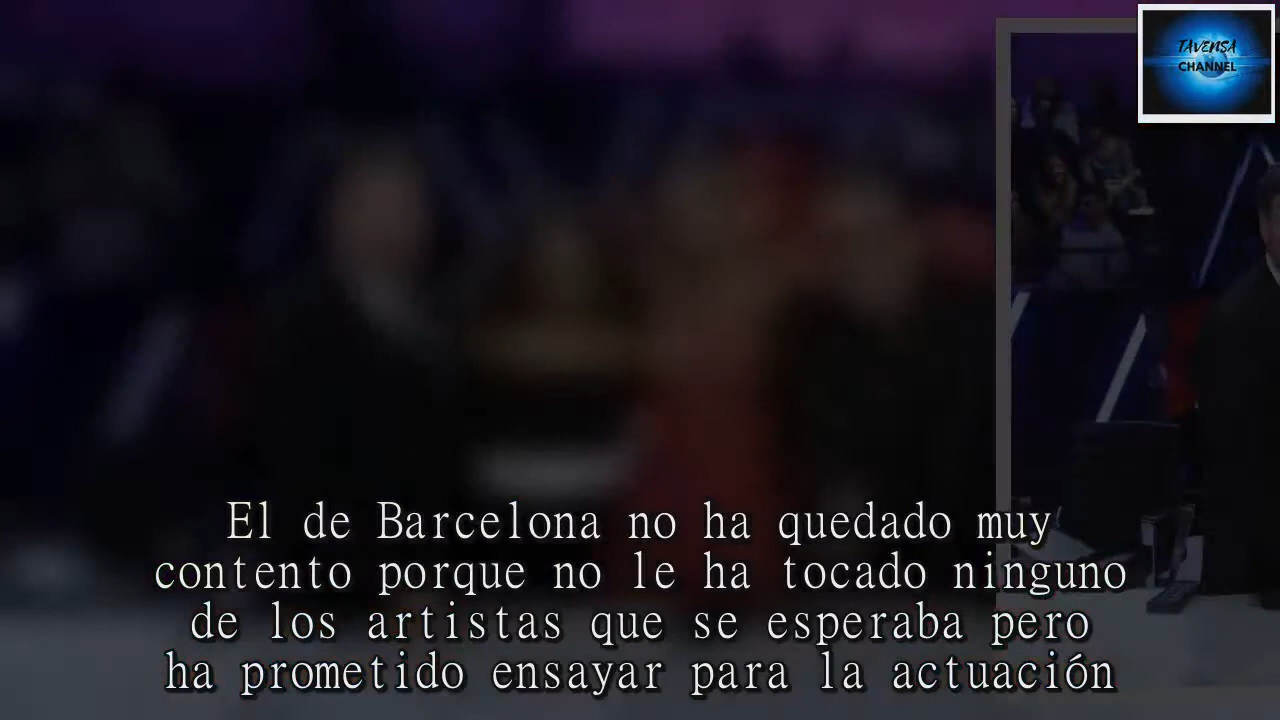 TAVENSA
CHANNEL
El de Barcelona no ha quedado muy
contento porque no le ha tocado ninguno
de los artistas que se esperaba pero
ha prometido ensayar para la actuación